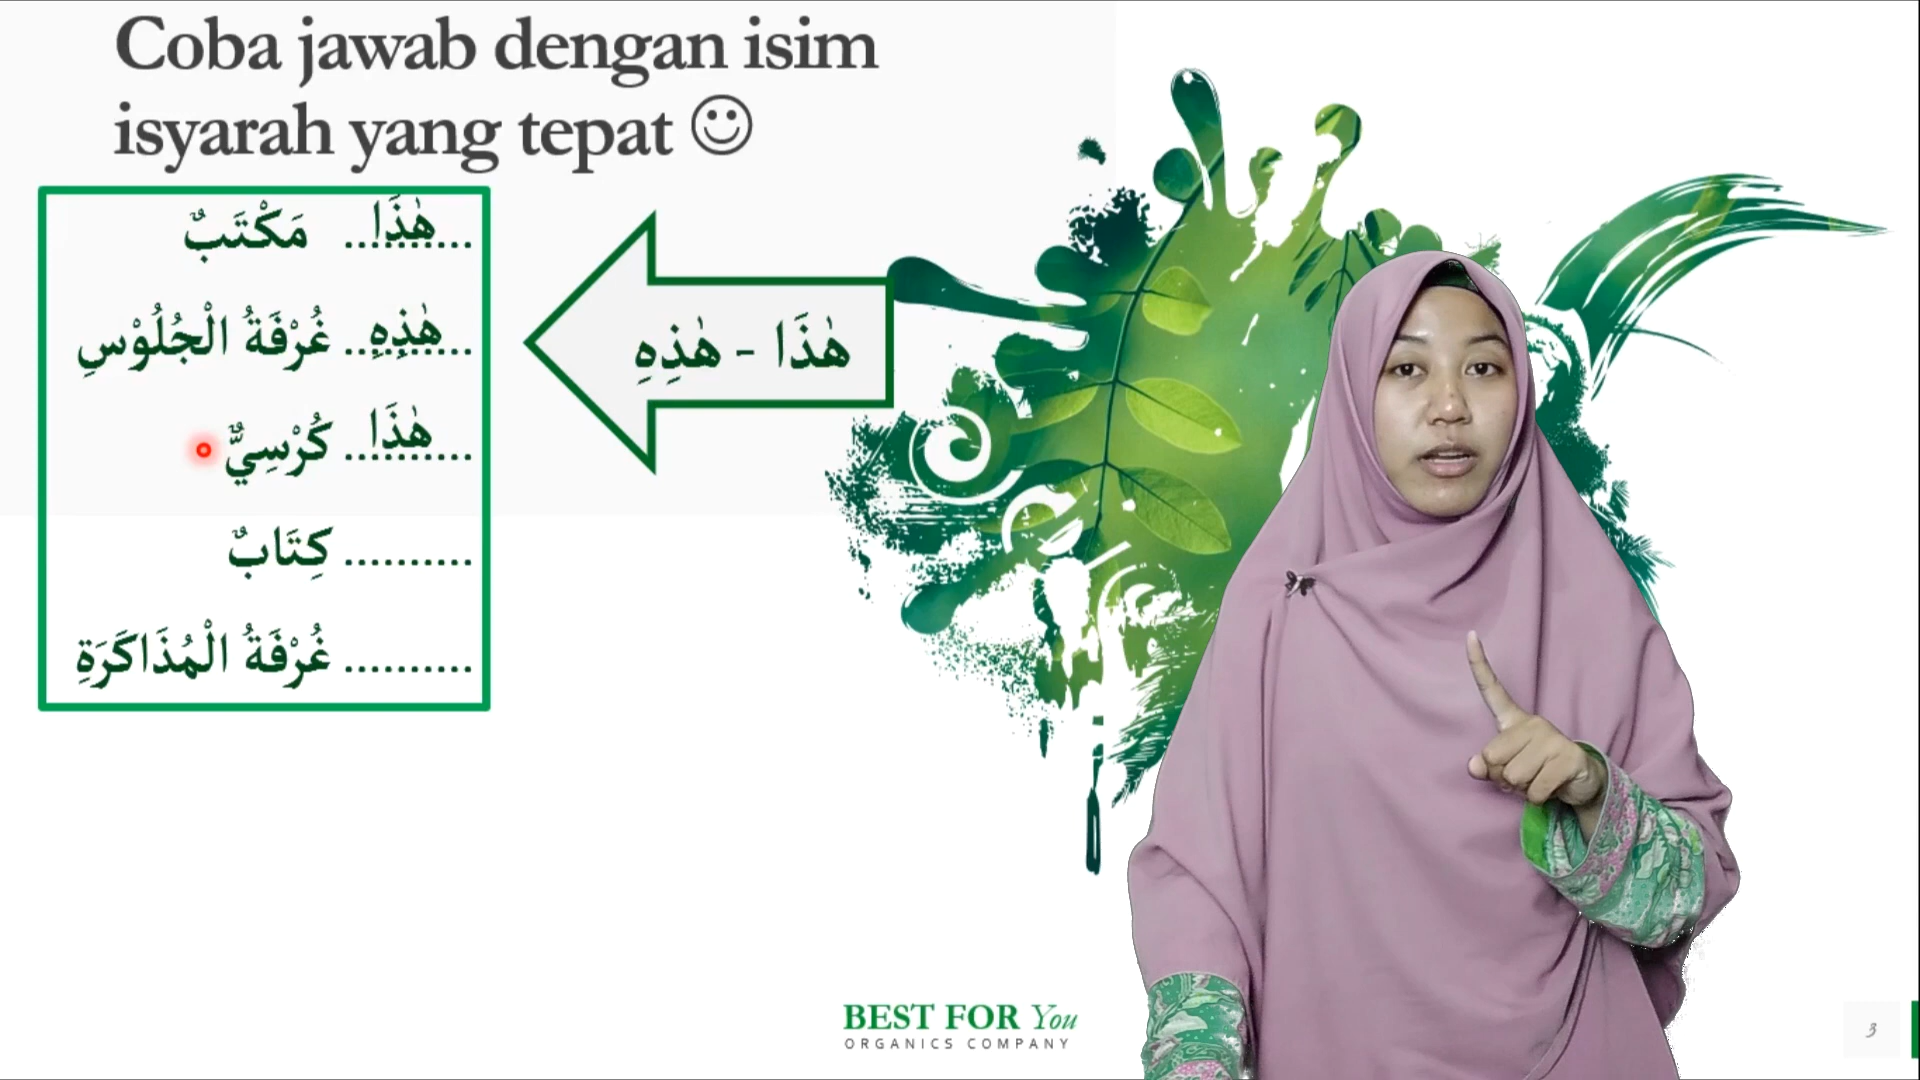 Coba jawab dengan isim
isyarah yang tepat ☺
..هٰذَا.. مَكْتَبٌ
..هٰذِهِ.. غُرْفَةُ الْجُلُوْسِ
..هٰذَا.. كُرْسِيٌّ
.......... كِتَابٌ
.......... غُرْفَةُ الْمُذَاكَرَةِ
هٰذَا - هٰذِهِ
BEST FOR You
ORGANICS COMPANY
3